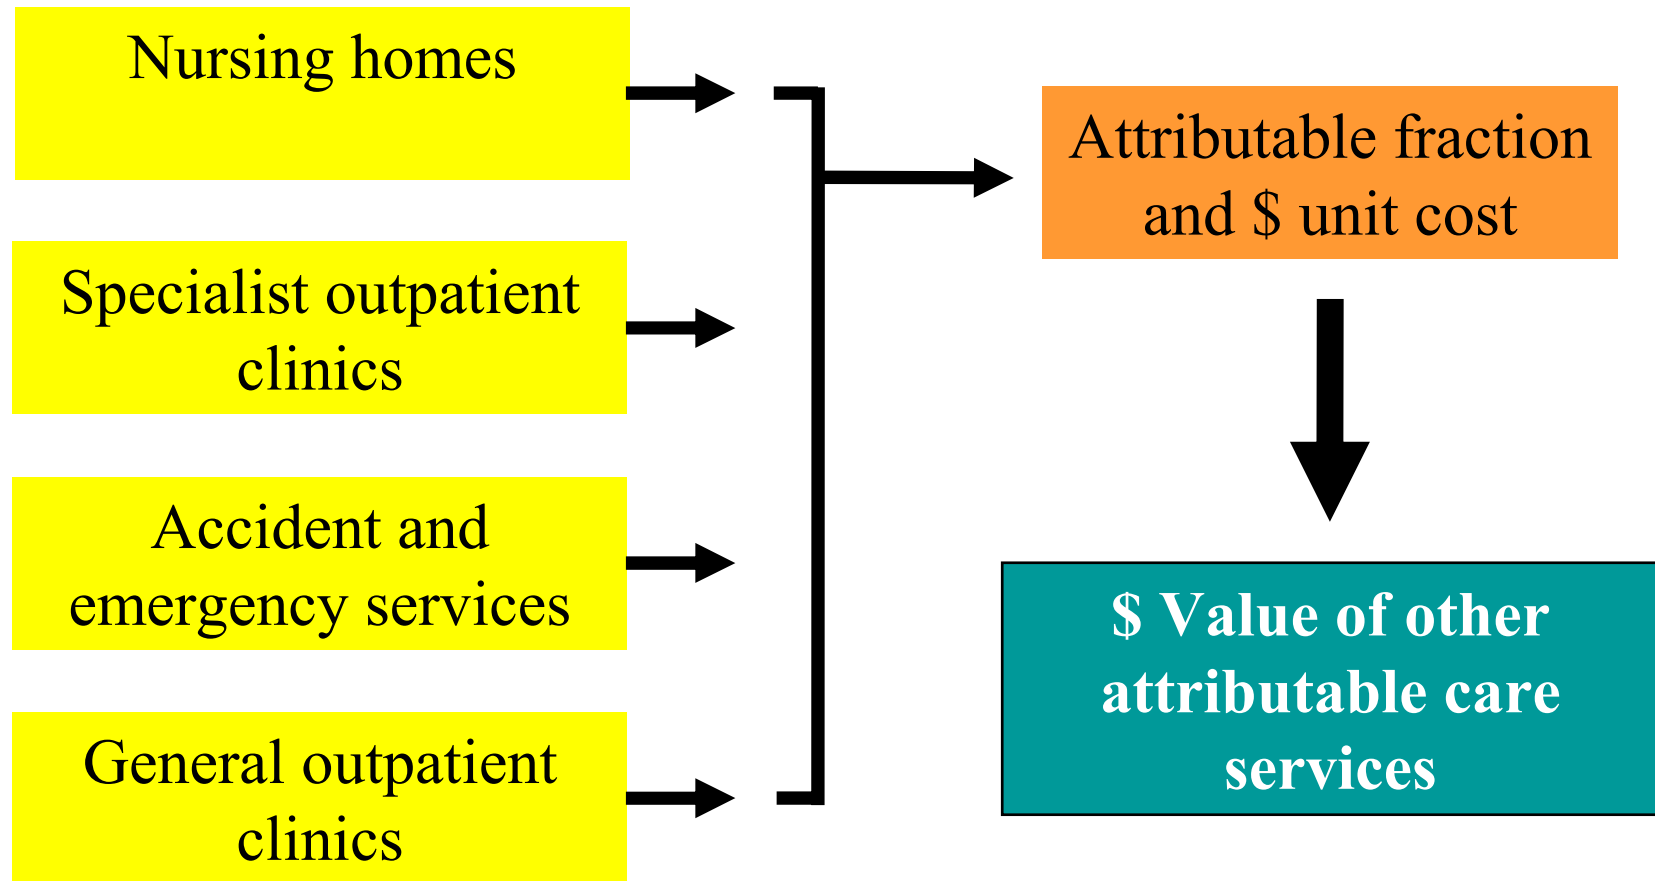 Nursing homes
Specialist outpatient
clinics
Accident and
emergency services
General outpatient
clinics
Attributable fraction
and $ unit cost
$ Value of other
attributable care
services